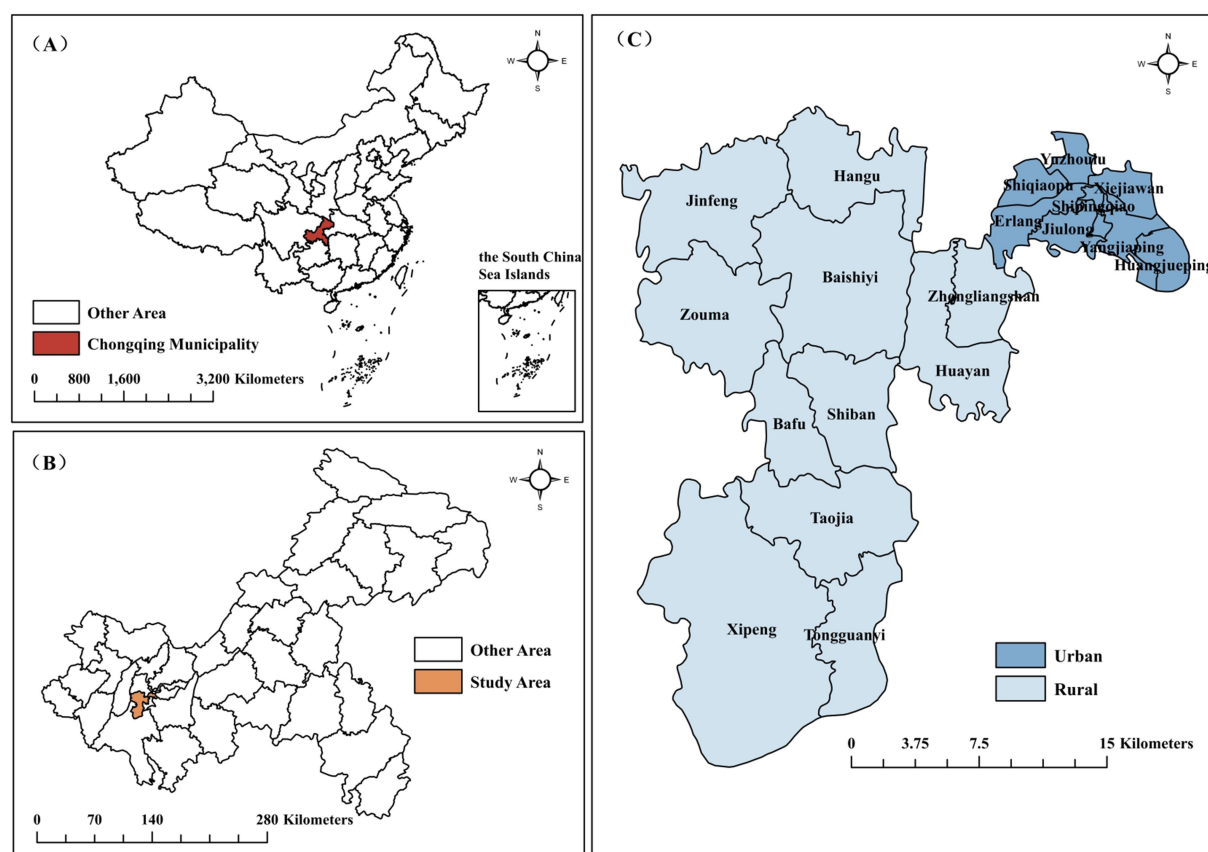 （A）
N
W E
S
the South China
Sea Islands
Other Area
Chongqing Municipality
0 800 1,600 3,200 Kilometers
（B）
N
W E
S
Other Area
Study Area
0 70 140 280 Kilometers
（C）
N
W E
S
Yuzhoulu
Hangu
Shiqiaopu
Xiejiawan
Jinfeng
Shipingqiao
Erlang
Jiulong
Yangjiaping
Huangjueping
Baishiyi
Zhongliangshan
Zouma
Huayan
Shiban
Bafu
Taojia
Xipeng
Tongguanyi
Urban
Rural
0 3.75 7.5 15 Kilometers